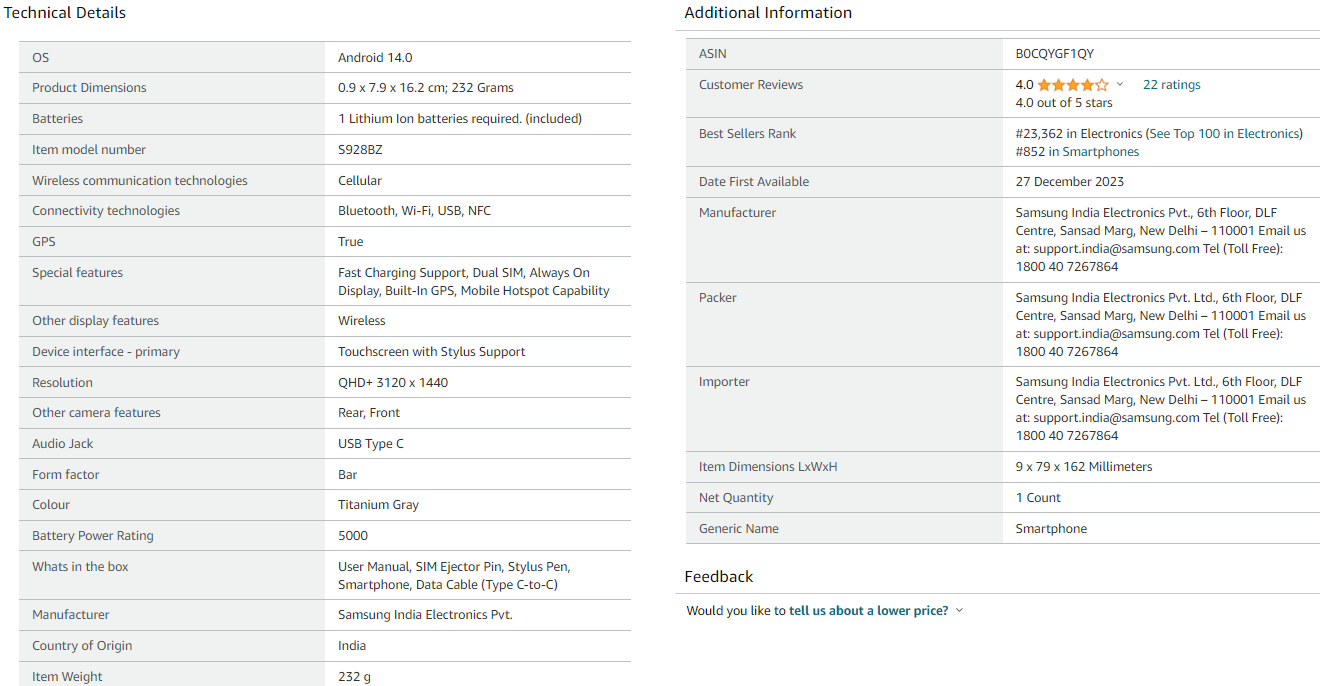 Technical Details
OS Android 14.0
Product Dimensions 0.9 x 7.9 x 16.2 cm; 232 Grams
Batteries 1 Lithium Ion batteries required. (included)
Item model number S928BZ
Wireless communication technologies Cellular
Connectivity technologies Bluetooth, Wi-Fi, USB, NFC
GPS True
Special features Fast Charging Support, Dual SIM, Always On
Display, Built-In GPS, Mobile Hotspot Capability
Other display features Wireless
Device interface - primary Touchscreen with Stylus Support
Resolution QHD+ 3120 x 1440
Other camera features Rear, Front
Audio Jack USB Type C
Form factor Bar
Colour Titanium Gray
Battery Power Rating 5000
Whats in the box User Manual, SIM Ejector Pin, Stylus Pen,
Smartphone, Data Cable (Type C-to-C)
Manufacturer Samsung India Electronics Pvt.
Country of Origin India
Item Weight 232 g
Additional Information
ASIN B0CQYGF1QY
Customer Reviews 4.0 22 ratings
4.0 out of 5 stars
Best Sellers Rank #23,362 in Electronics (See Top 100 in Electronics)
#852 in Smartphones
Date First Available 27 December 2023
Manufacturer Samsung India Electronics Pvt., 6th Floor, DLF
Centre, Sansad Marg, New Delhi – 110001 Email us
at: support.india@samsung.com Tel (Toll Free):
1800 40 7267864
Packer Samsung India Electronics Pvt. Ltd., 6th Floor, DLF
Centre, Sansad Marg, New Delhi – 110001 Email us
at: support.india@samsung.com Tel (Toll Free):
1800 40 7267864
Importer Samsung India Electronics Pvt. Ltd., 6th Floor, DLF
Centre, Sansad Marg, New Delhi – 110001 Email us
at: support.india@samsung.com Tel (Toll Free):
1800 40 7267864
Item Dimensions LxWxH 9 x 79 x 162 Millimeters
Net Quantity 1 Count
Generic Name Smartphone
Feedback
Would you like to tell us about a lower price?